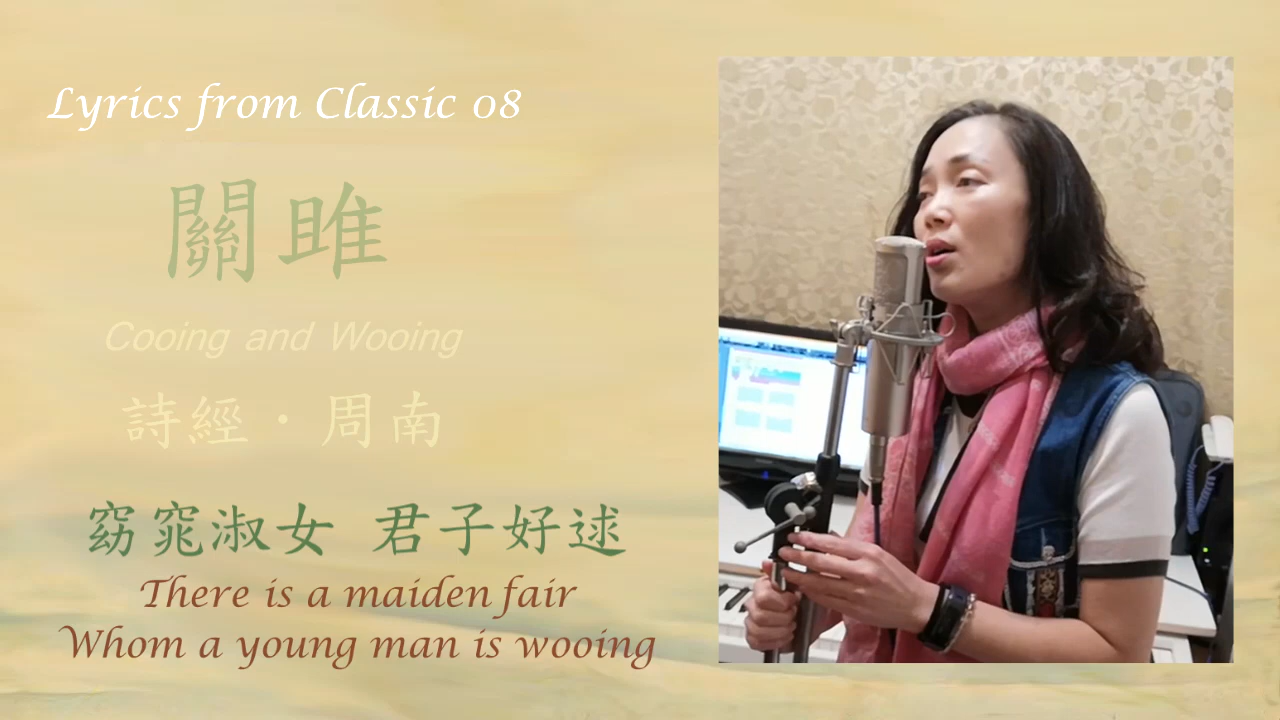 Lyrics from Classic 08
關雎
Cooing and Wooing
詩經·周南
窈窕淑女 君子好逑
There is a maiden fair
Whom a young man is wooing